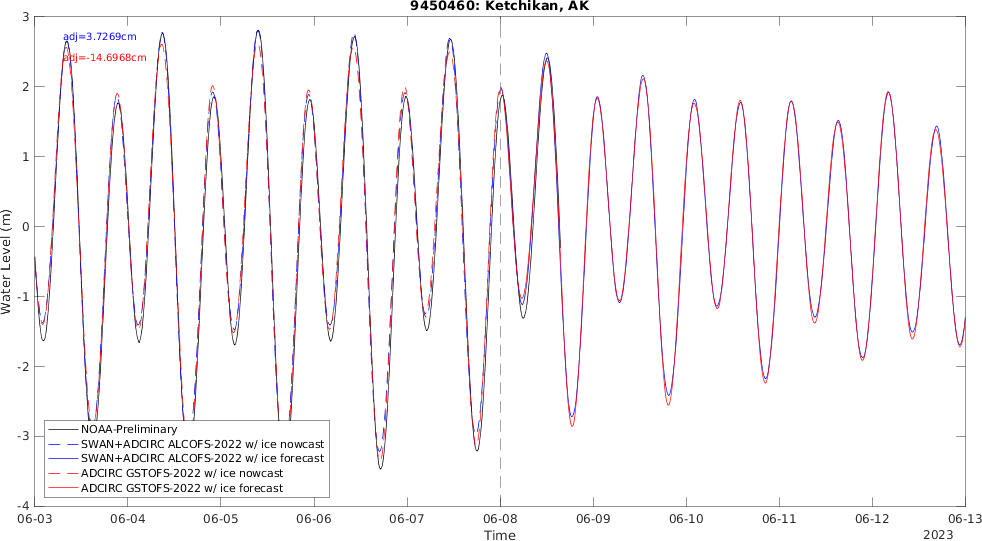 9450460: Ketchikan, AK
adj=3.7269cm
adj=-14.6968cm
3
2
1
0
-1
-2
-3
-4
Water Level (m)
NOAA-Preliminary
SWAN+ADCIRC ALCOFS-2022 w/ ice nowcast
SWAN+ADCIRC ALCOFS-2022 w/ ice forecast
ADCIRC GSTOFS-2022 w/ ice nowcast
ADCIRC GSTOFS-2022 w/ ice forecast
06-03 06-04 06-05 06-06 06-07 06-08 06-09 06-10 06-11 06-12 06-13
Time
2023